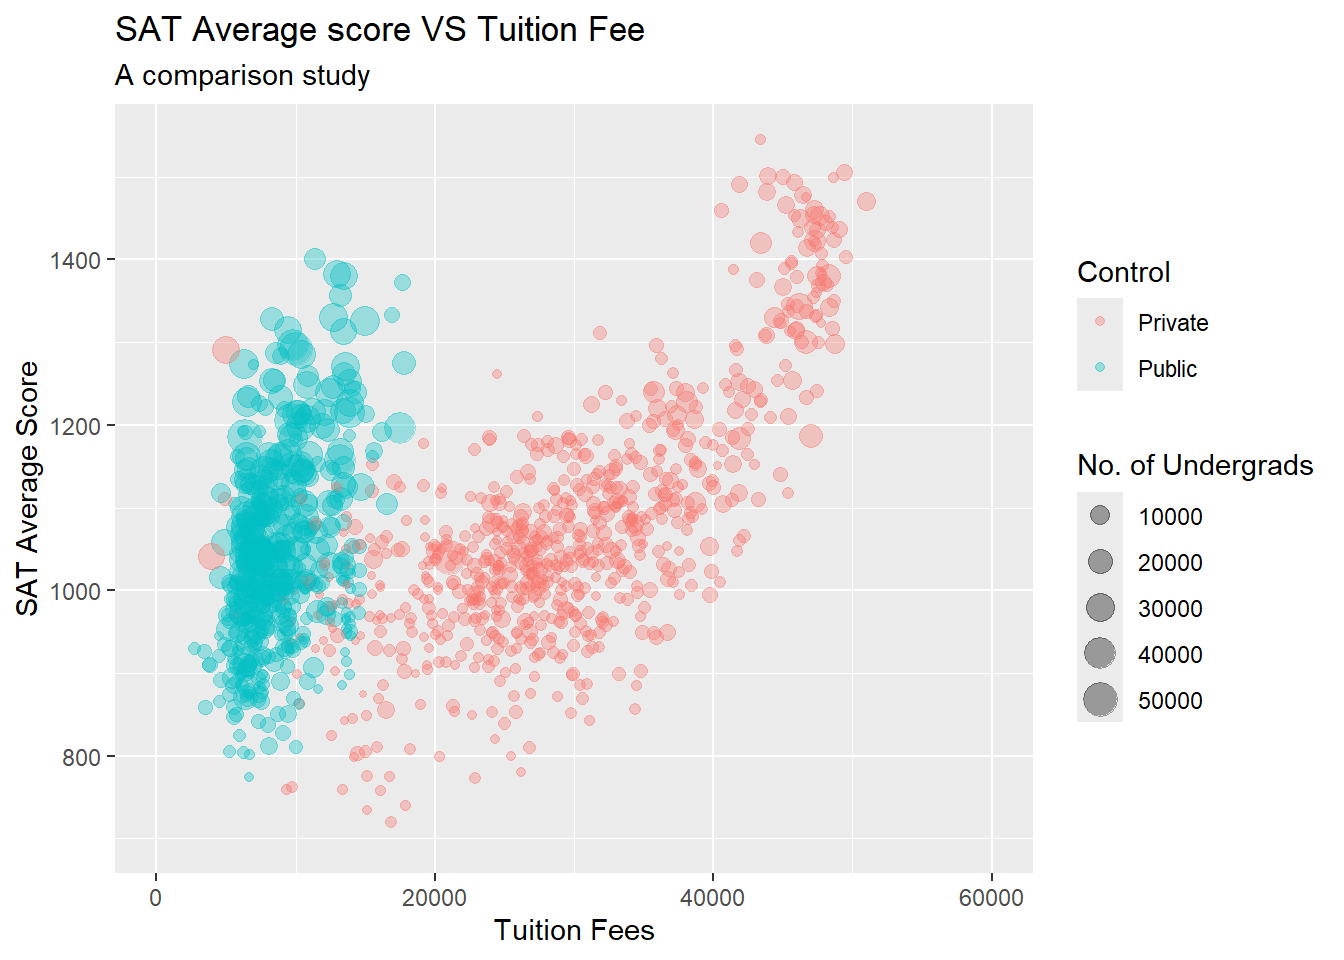 SAT Average score VS Tuition Fee
A comparison study
SAT Average Score
1400
1200
1000
800
0
20000
40000
60000
Tuition Fees
Control
Private
Public
No. of Undergrads
10000
20000
30000
40000
50000